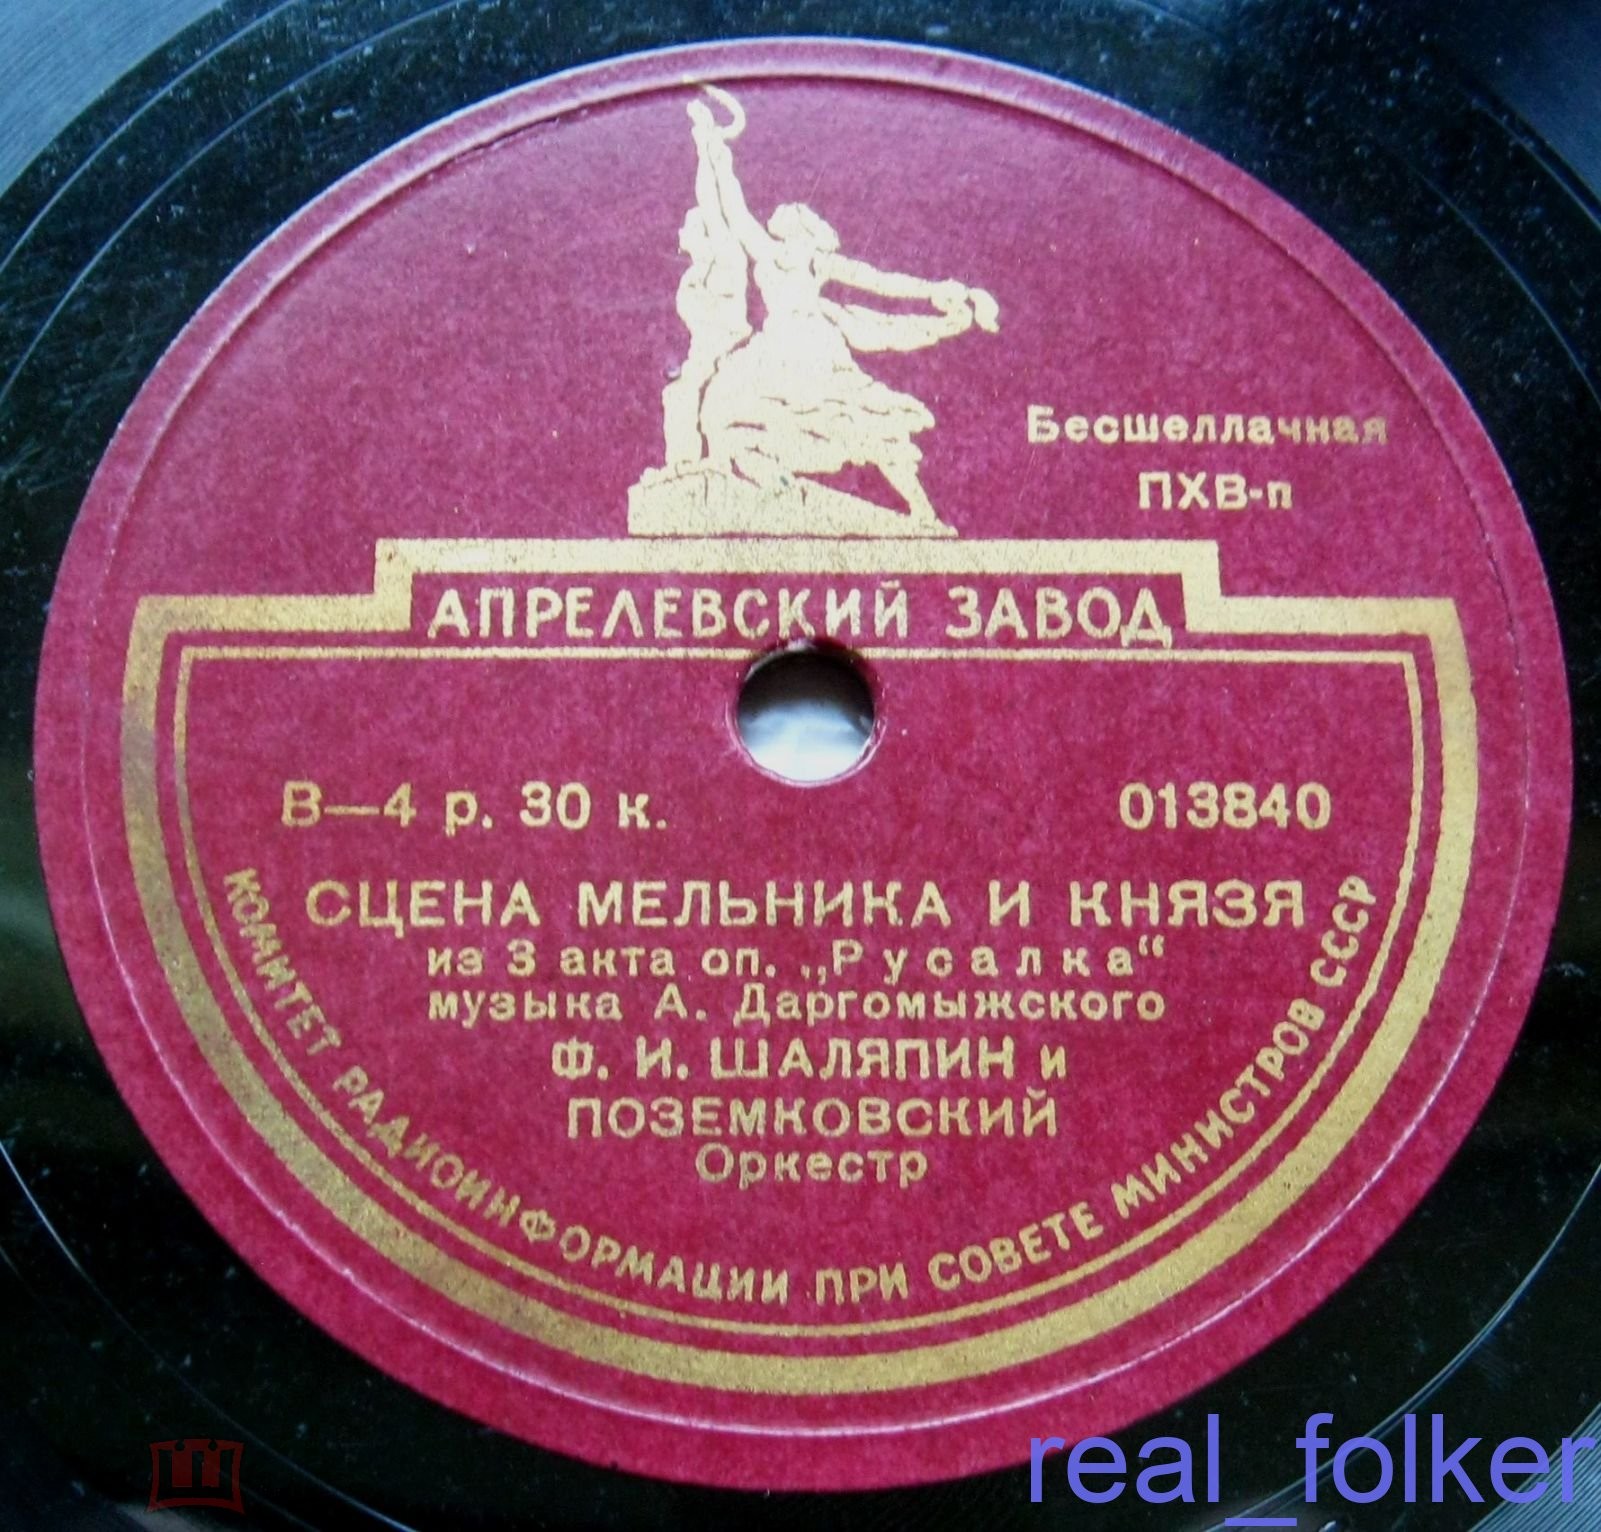 Бесшеллачная
ПХВ-п
АПРЕЛЕВСКИЙ ЗАВОД
В—4 р. 30 к.
013840
СЦЕНА МЕЛЬНИКА И КНЯЗЯ
из 3 акта оп. „Русалка“
музыка А. Даргомыжского
Ф. И. ШАЛЯПИН и
ПОЗЕМКОВСКИЙ
Оркестр
КОМИТЕТ РАДИОИНФОРМАЦИИ ПРИ СОВЕТЕ МИНИСТРОВ СССР
real_folker